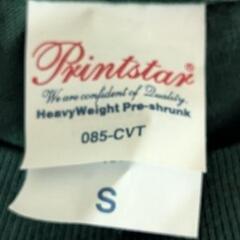 Printstar
We are confident of Quality.
HeavyWeight Pre-shrunk
085-CVT
S